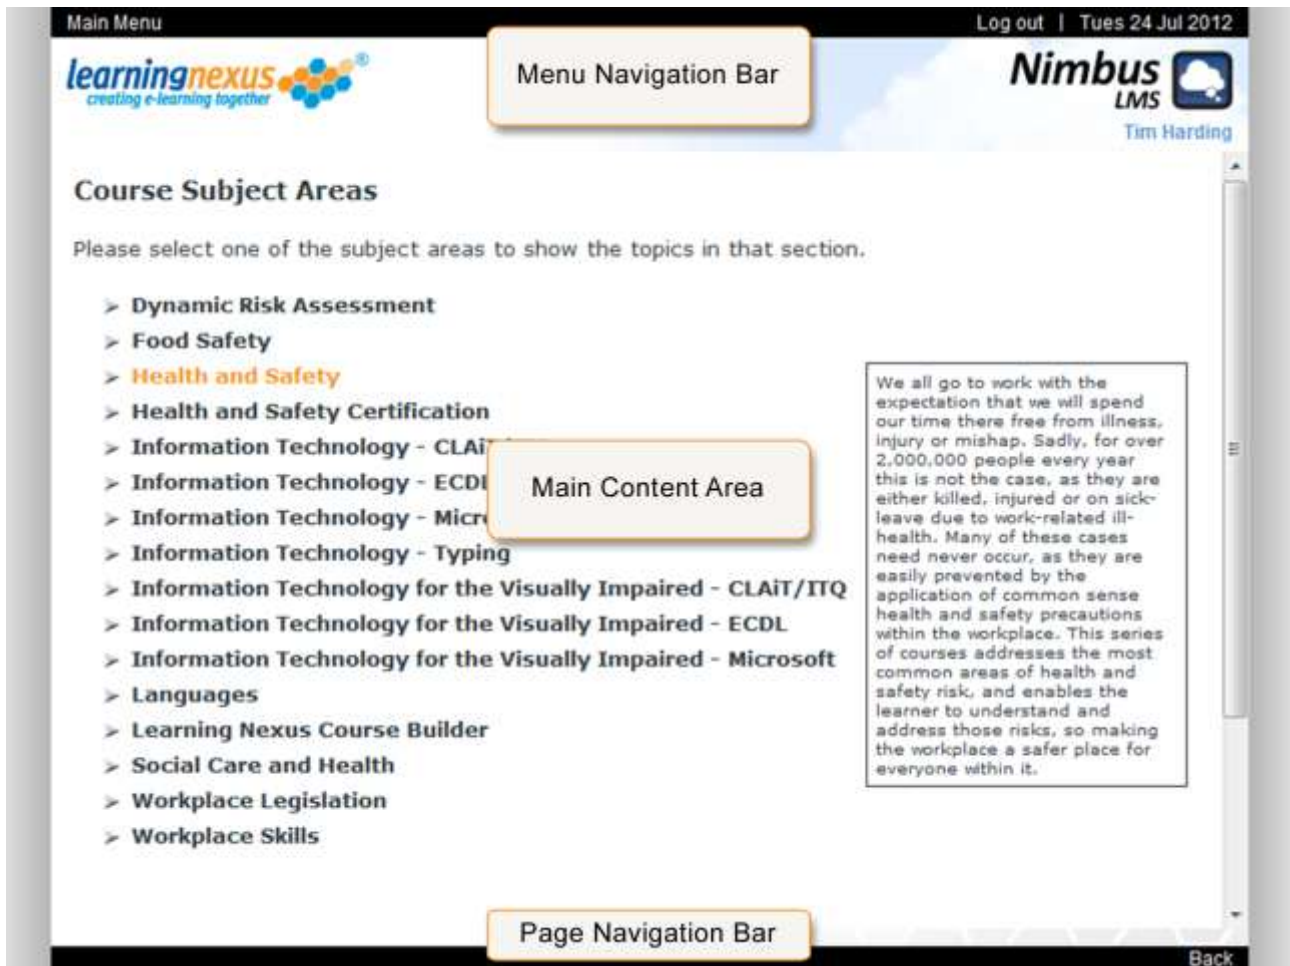 Main Menu
Log out | Tues 24 Jul 2012
Menu Navigation Bar
learningnexus®
creating e-learning together
Nimbus
LMS
Tim Harding
Course Subject Areas
Please select one of the subject areas to show the topics in that section.
➢ Dynamic Risk Assessment
➢ Food Safety
➢ Health and Safety
➢ Health and Safety Certification
➢ Information Technology - CLAiT
➢ Information Technology - ECDL
➢ Information Technology -
➢ Information Technology - Typing
➢ Information Technology for the Visually Impaired - CLAiT/ITQ
➢ Information Technology for the Visually Impaired - ECDL
➢ Information Technology for the Visually Impaired - Microsoft
➢ Languages
➢ Learning Nexus Course Builder
➢ Social Care and Health
➢ Workplace Legislation
➢ Workplace Skills
Main Content Area
We all go to work with the
expectation that we will spend
our time there free from illness,
injury or mishap. Sadly, for over
2,000,000 people every year
this is not the case, as they are
either killed, injured or on sick-
leave due to work-related ill-
health. Many of these cases
need never occur, as they are
easily prevented by the
application of common sense
health and safety precautions
within the workplace. This series
of courses addresses the most
common areas of health and
safety risk, and enables the
learner to understand and
address those risks, so making
the workplace a safer place for
everyone within it.
Page Navigation Bar
Back